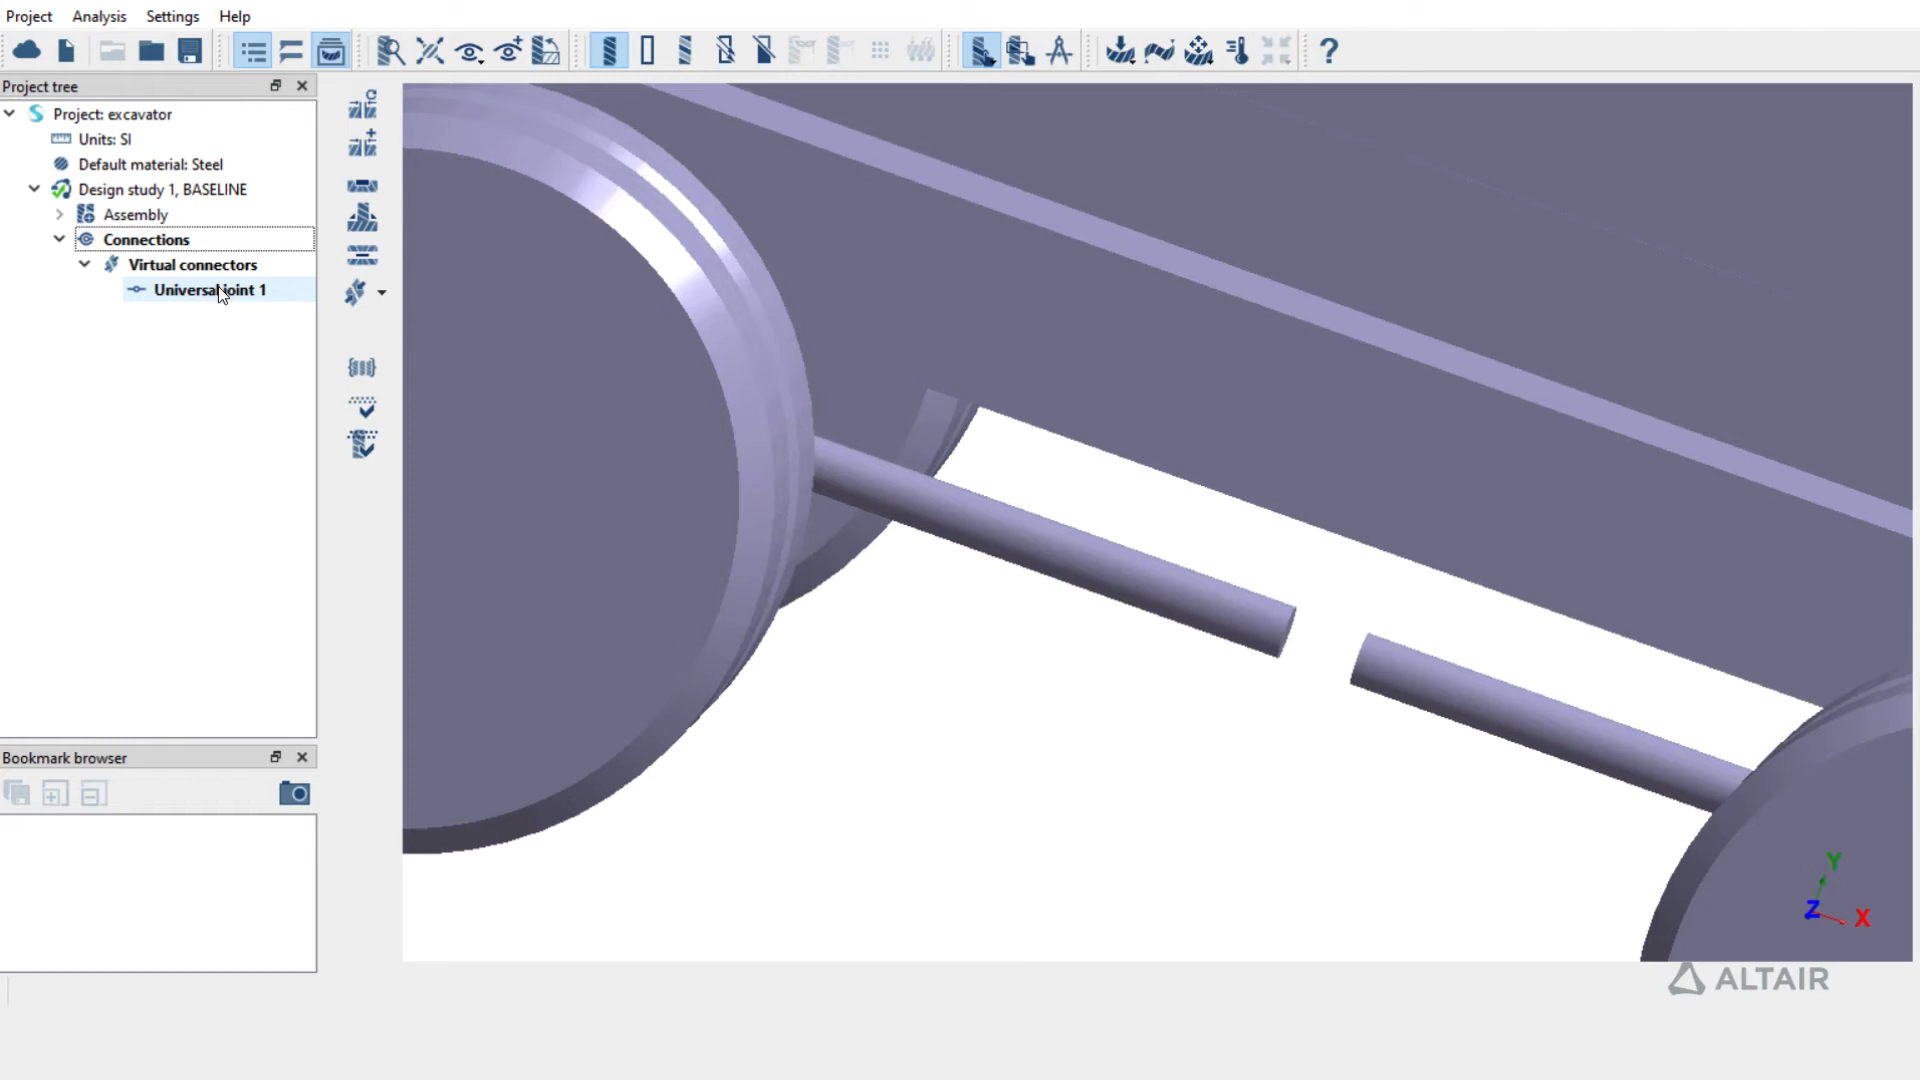 Project Analysis Settings Help
Project tree
Project: excavator
Units: SI
Default material: Steel
Design study 1, BASELINE
Assembly
Connections
Virtual connectors
Universal joint 1
Bookmark browser
Y
Z X
ALTAIR